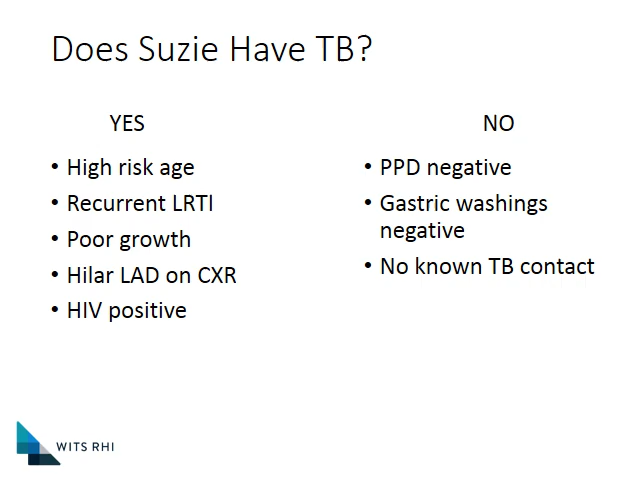 Does Suzie Have TB?
YES
• High risk age
• Recurrent LRTI
• Poor growth
• Hilar LAD on CXR
• HIV positive
NO
• PPD negative
• Gastric washings
negative
• No known TB contact
WITS RHI